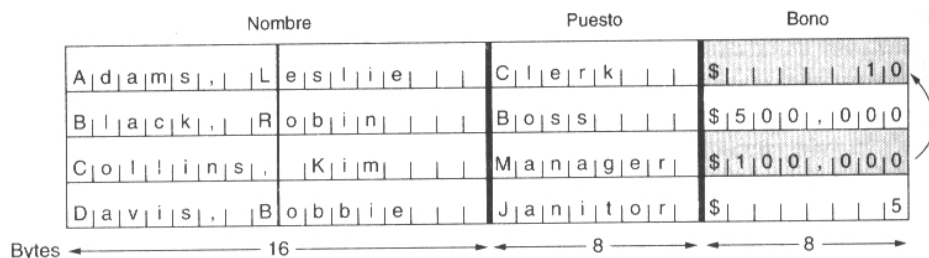 Nombre Puesto Bono
Adams, Leslie Clerk $ 10
Black, Robin Boss $500,000
Collins, Kim Manager $100,000
Davis, Bobbie Janitor $ 5
Bytes 16 8 8